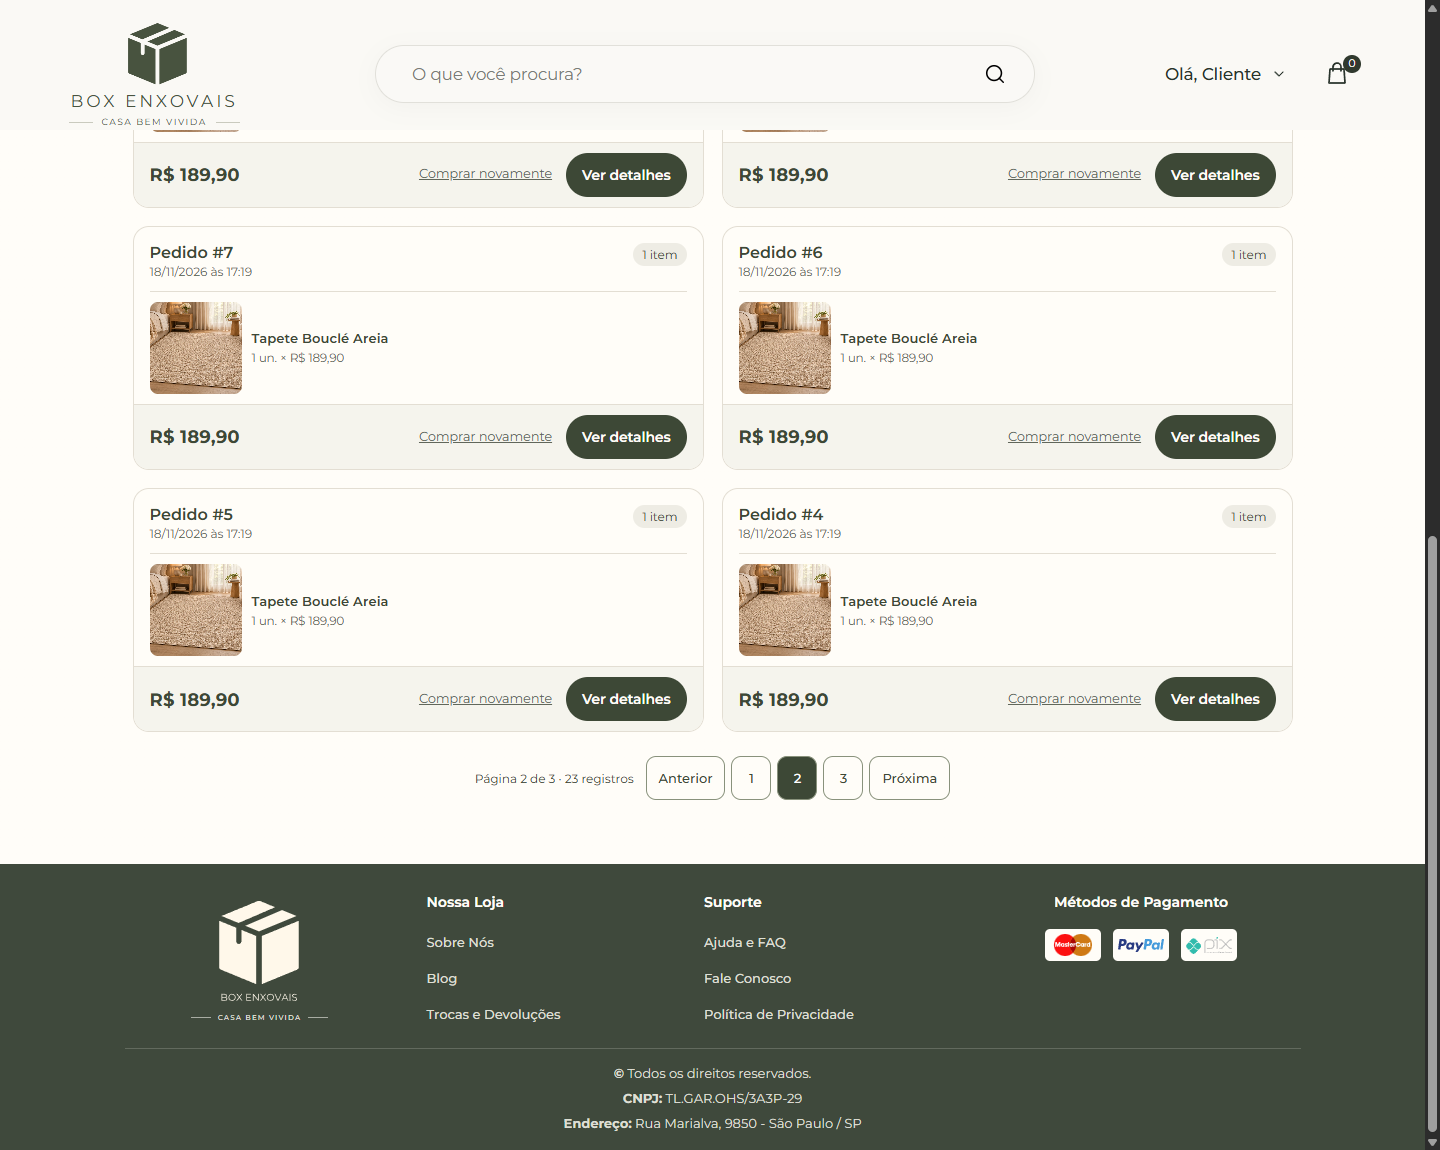 BOX ENXOVAIS
CASA BEM VIVIDA
O que você procura?
Olá, Cliente
0
R$ 189,90
Comprar novamente
Ver detalhes
R$ 189,90
Comprar novamente
Ver detalhes
Pedido #7
1 item
18/11/2026 às 17:19
Tapete Bouclé Areia
1 un. × R$ 189,90
R$ 189,90
Comprar novamente
Ver detalhes
Pedido #6
1 item
18/11/2026 às 17:19
Tapete Bouclé Areia
1 un. × R$ 189,90
R$ 189,90
Comprar novamente
Ver detalhes
Pedido #5
1 item
18/11/2026 às 17:19
Tapete Bouclé Areia
1 un. × R$ 189,90
R$ 189,90
Comprar novamente
Ver detalhes
Pedido #4
1 item
18/11/2026 às 17:19
Tapete Bouclé Areia
1 un. × R$ 189,90
R$ 189,90
Comprar novamente
Ver detalhes
Página 2 de 3 · 23 registros
Anterior
1
2
3
Próxima
BOX ENXOVAIS
CASA BEM VIVIDA
Nossa Loja
Sobre Nós
Blog
Trocas e Devoluções
Suporte
Ajuda e FAQ
Fale Conosco
Política de Privacidade
Métodos de Pagamento
MasterCard
PayPal
pix
© Todos os direitos reservados.
CNPJ: TL.GAR.OHS/3A3P-29
Endereço: Rua Marialva, 9850 - São Paulo / SP